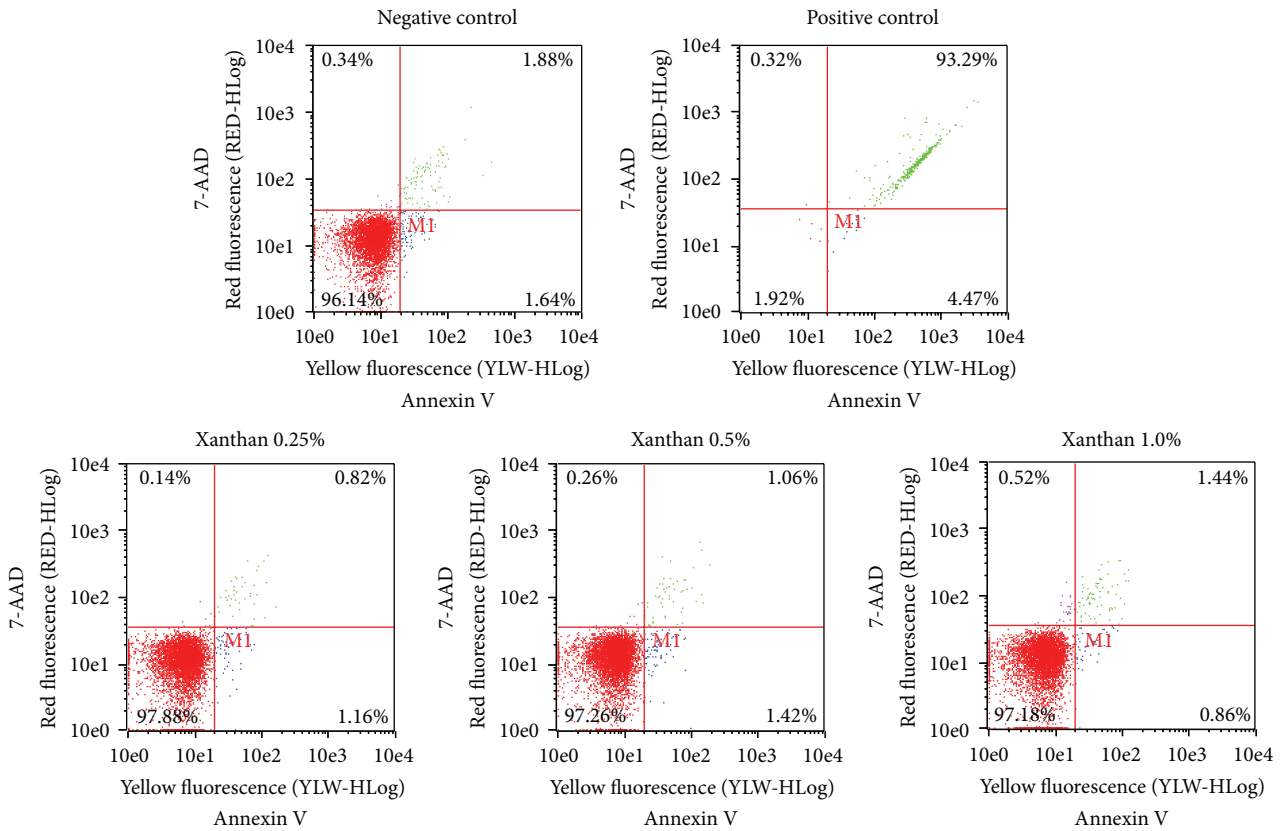 Negative control
7-AAD
Red fluorescence (RED-HLog)
10e4
10e3
10e2
10e1
10e0
0.34%
1.88%
M1
96.14%
1.64%
10e0 10e1 10e2 10e3 10e4
Yellow fluorescence (YLW-HLog)
Annexin V
Positive control
7-AAD
Red fluorescence (RED-HLog)
10e4
10e3
10e2
10e1
10e0
0.32%
93.29%
M1
1.92%
4.47%
10e0 10e1 10e2 10e3 10e4
Yellow fluorescence (YLW-HLog)
Annexin V
Xanthan 0.25%
7-AAD
Red fluorescence (RED-HLog)
10e4
10e3
10e2
10e1
10e0
0.14%
0.82%
M1
97.88%
1.16%
10e0 10e1 10e2 10e3 10e4
Yellow fluorescence (YLW-HLog)
Annexin V
Xanthan 0.5%
7-AAD
Red fluorescence (RED-HLog)
10e4
10e3
10e2
10e1
10e0
0.26%
1.06%
M1
97.26%
1.42%
10e0 10e1 10e2 10e3 10e4
Yellow fluorescence (YLW-HLog)
Annexin V
Xanthan 1.0%
7-AAD
Red fluorescence (RED-HLog)
10e4
10e3
10e2
10e1
10e0
0.52%
1.44%
M1
97.18%
0.86%
10e0 10e1 10e2 10e3 10e4
Yellow fluorescence (YLW-HLog)
Annexin V